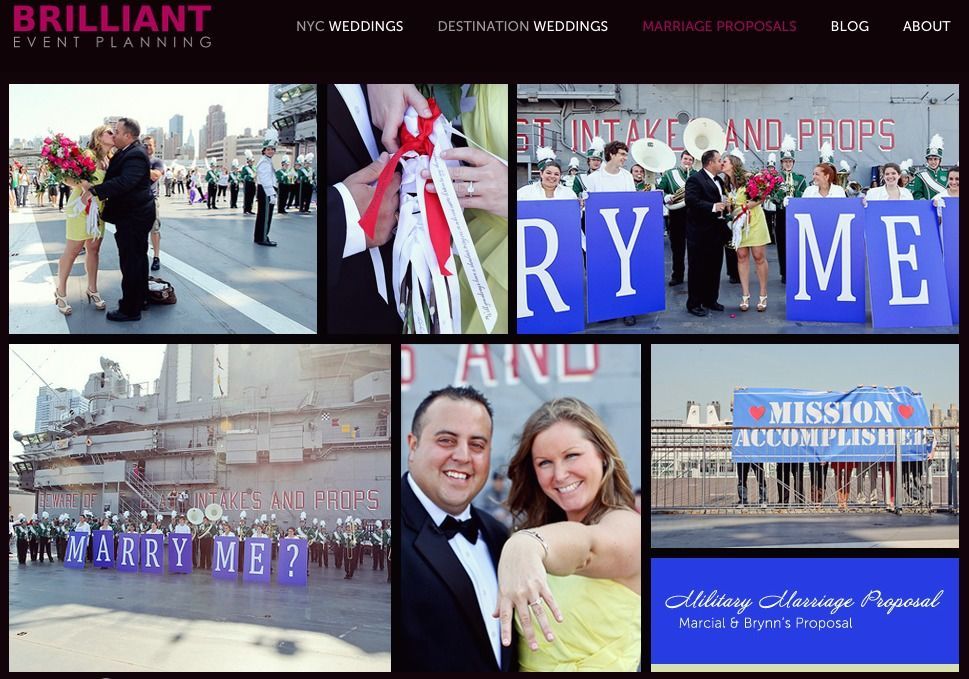 BRILLIANT
EVENT PLANNING
NYC WEDDINGS
DESTINATION WEDDINGS
MARRIAGE PROPOSALS
BLOG
ABOUT
ST INTAKE AND PROPS
RY ME
BEWARE OF INTAKES AND PROPS
MARRY ME?
AND
MISSION
ACCOMPLISHED
Military Marriage Proposal
Marcial & Brynn's Proposal